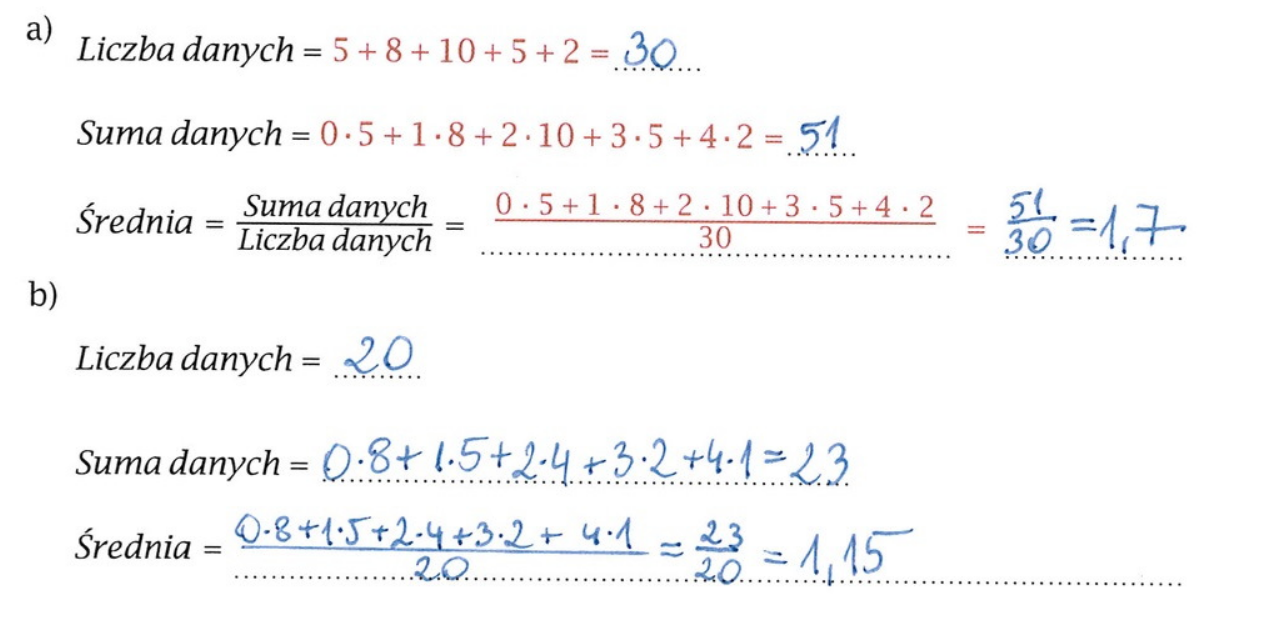 a)
Liczba danych = 5 + 8 + 10 + 5 + 2 = 30
Suma danych = 0 · 5 + 1 · 8 + 2 · 10 + 3 · 5 + 4 · 2 = 51
Średnia = Suma danych / Liczba danych = 0 · 5 + 1 · 8 + 2 · 10 + 3 · 5 + 4 · 2 / 30 = 51/30 = 1,7
b)
Liczba danych = 20
Suma danych = 0·8+1·5+2·4+3·2+4·1=23
Średnia = 0·8+1·5+2·4+3·2+4·1 / 20 = 23/20 = 1,15